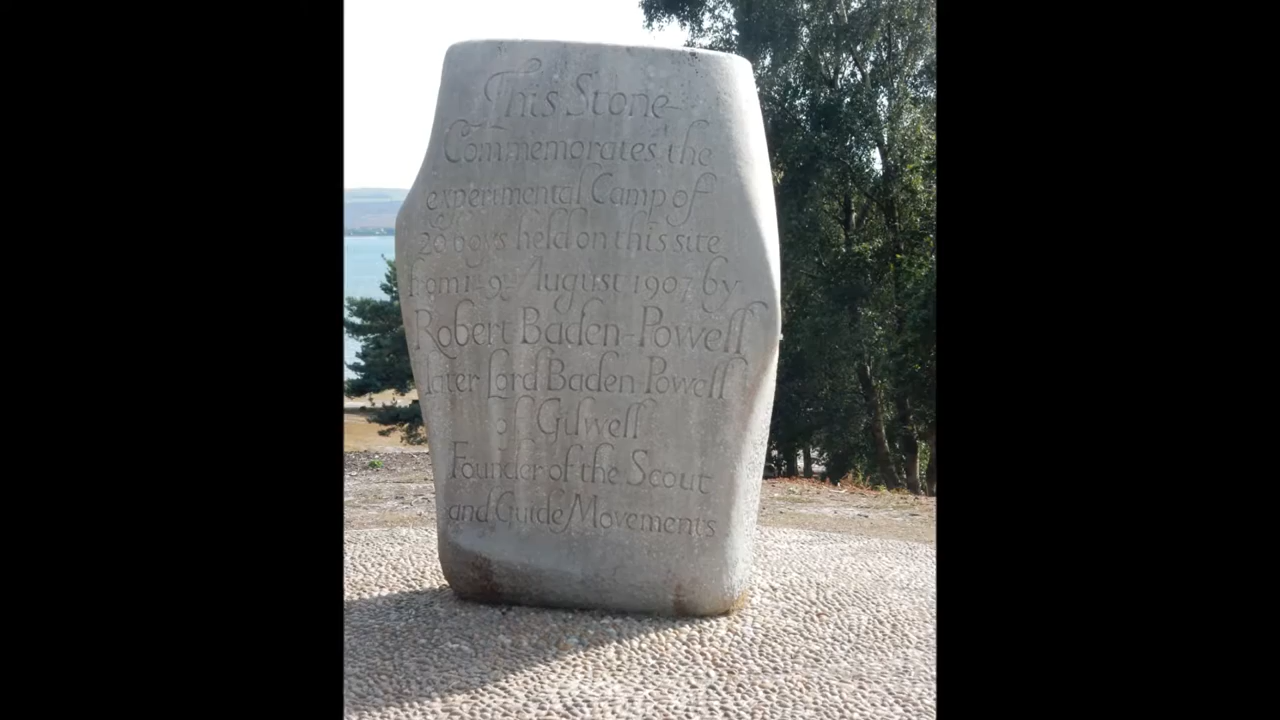 This Stone
Commemorates the
experimental Camp of
20 boys held on this site
from 1-9 August 1907 by
Robert Baden-Powell
later Lord Baden Powell
of Gilwell
Founder of the Scout
and Guide Movements